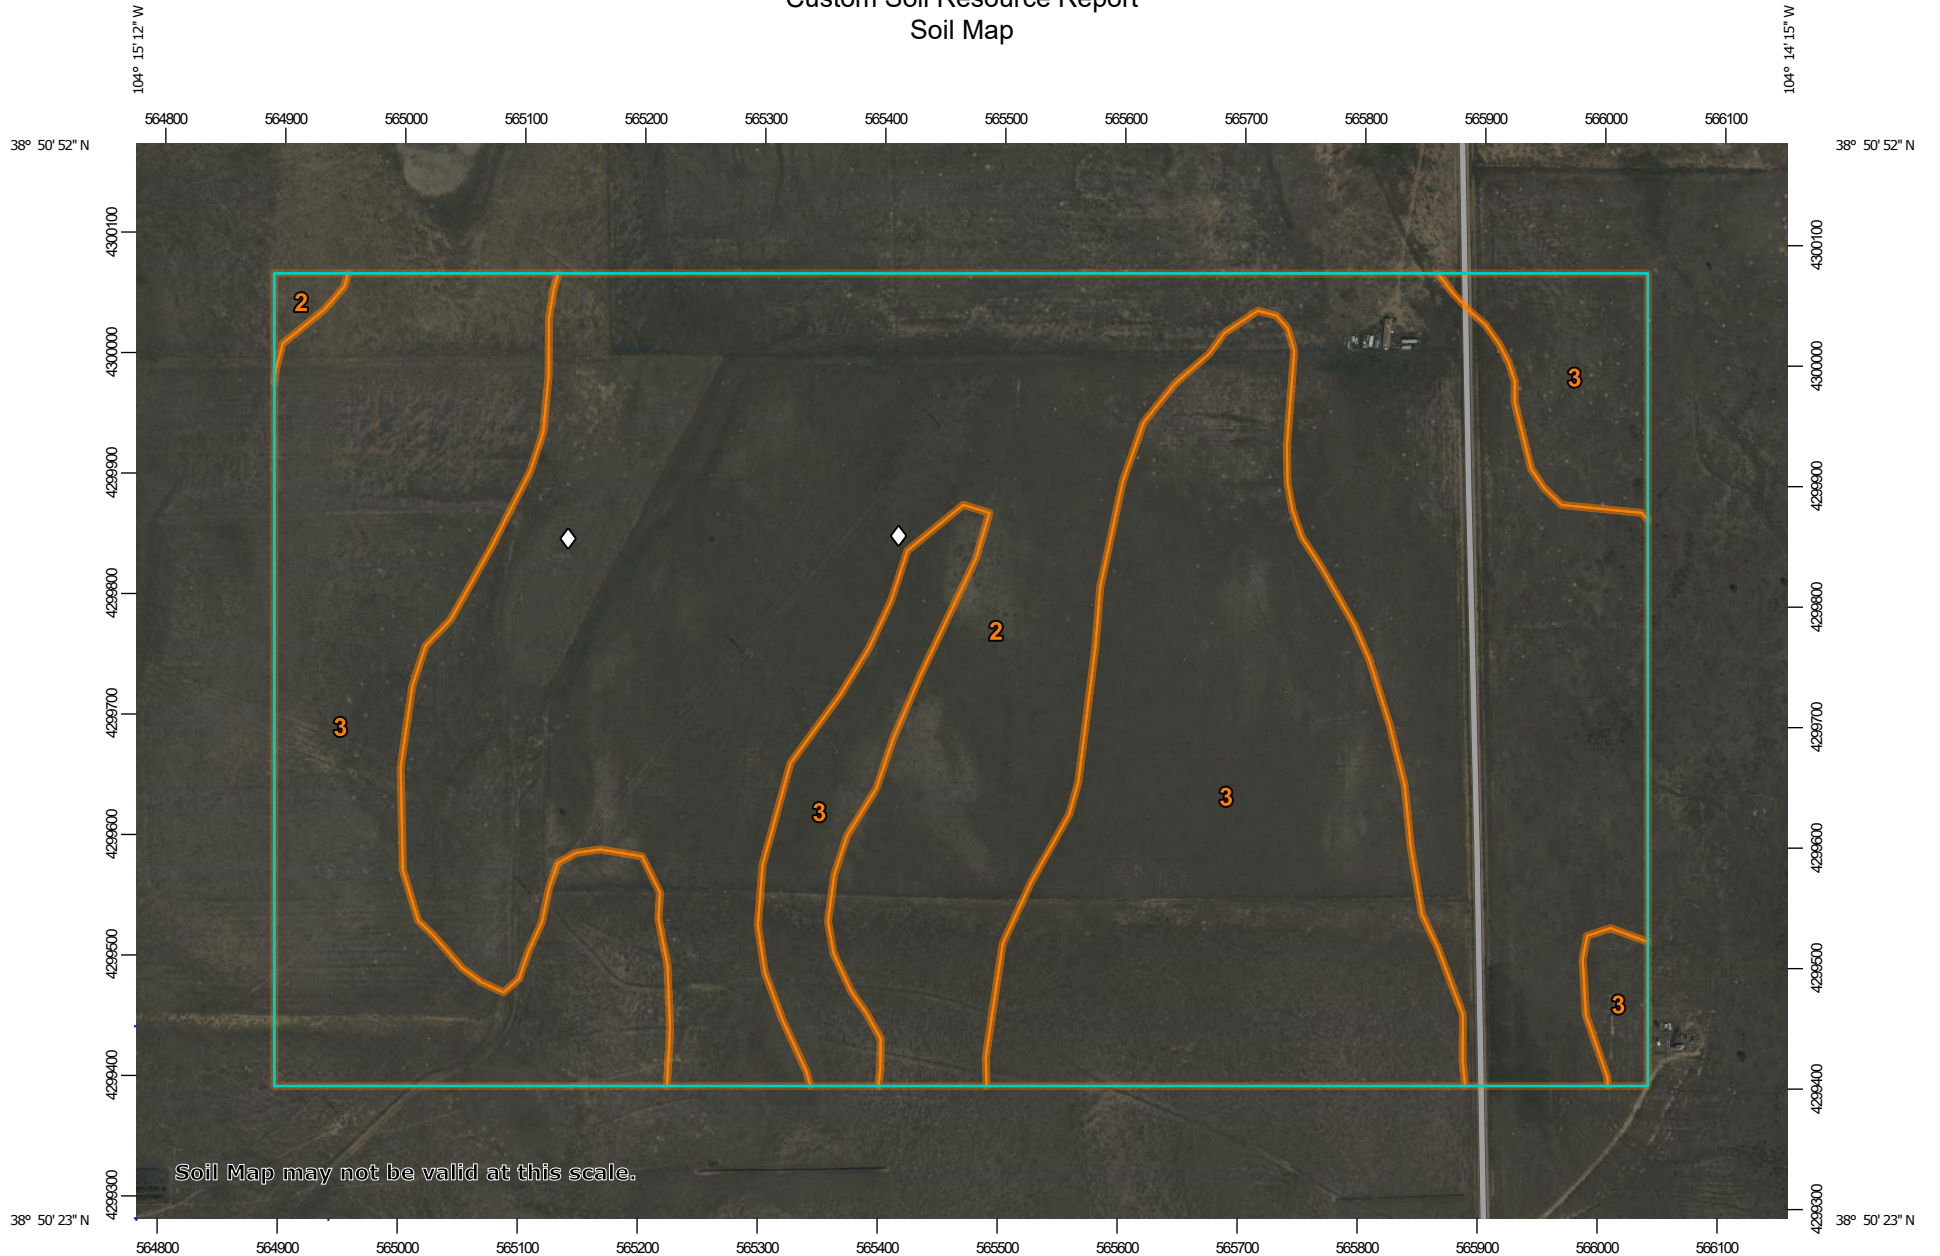 Custom Soil Resource Report
Soil Map
104° 15' 12" W
104° 14' 15" W
564800 564900 565000 565100 565200 565300 565400 565500 565600 565700 565800 565900 566000 566100
38° 50' 52" N
38° 50' 52" N
4300100
4300100
2
4300000
4300000
3
4299900
4299900
4299800
4299800
2
4299700
4299700
3
3
3
4299600
4299600
4299500
4299500
3
4299400
4299400
Soil Map may not be valid at this scale.
4299300
4299300
38° 50' 23" N
38° 50' 23" N
564800 564900 565000 565100 565200 565300 565400 565500 565600 565700 565800 565900 566000 566100